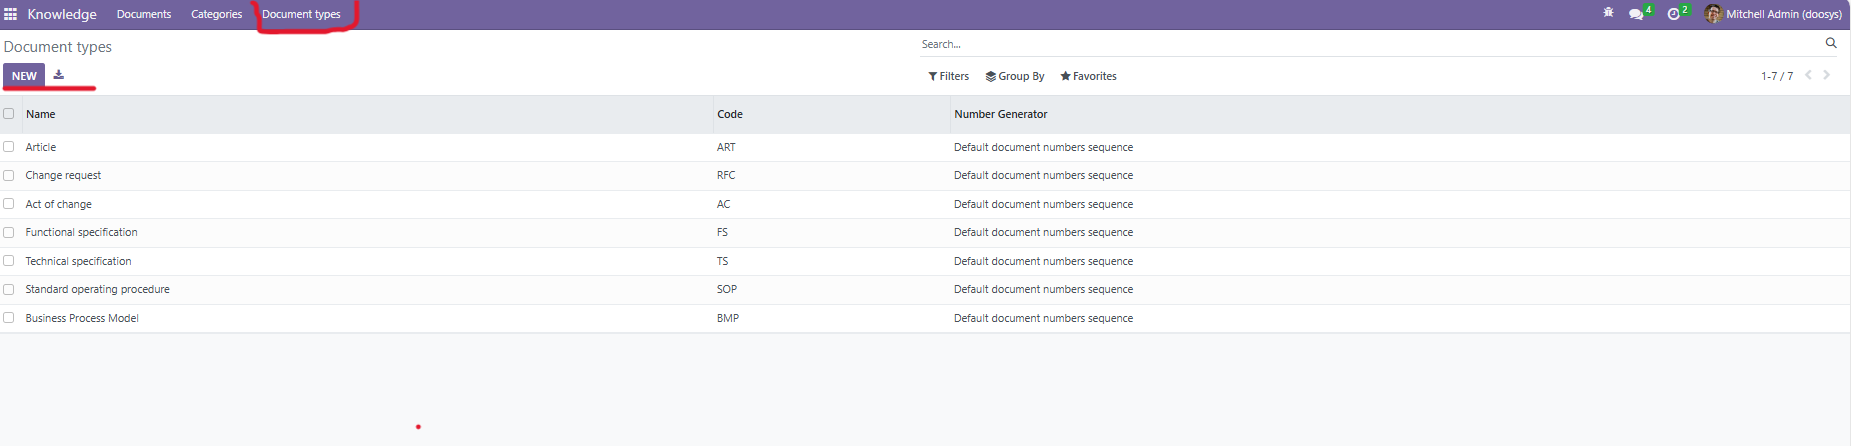 Knowledge Documents Categories Document types 4 2 Mitchell Admin (doosys)
Document types Search...
NEW Filters Group By Favorites 1-7 / 7
Name Code Number Generator
Article ART Default document numbers sequence
Change request RFC Default document numbers sequence
Act of change AC Default document numbers sequence
Functional specification FS Default document numbers sequence
Technical specification TS Default document numbers sequence
Standard operating procedure SOP Default document numbers sequence
Business Process Model BMP Default document numbers sequence